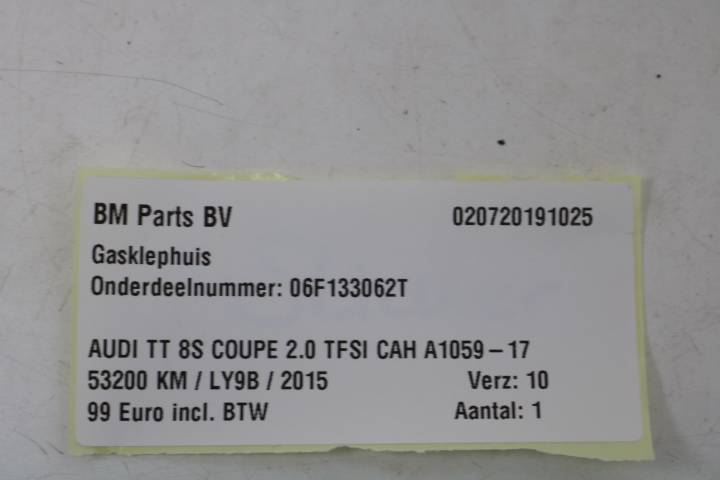 BM Parts BV 020720191025
Gasklephuis
Onderdeelnummer: 06F133062T
AUDI TT 8S COUPE 2.0 TFSI CAH A1059-17
53200 KM / LY9B / 2015 Verz: 10
99 Euro incl. BTW Aantal: 1